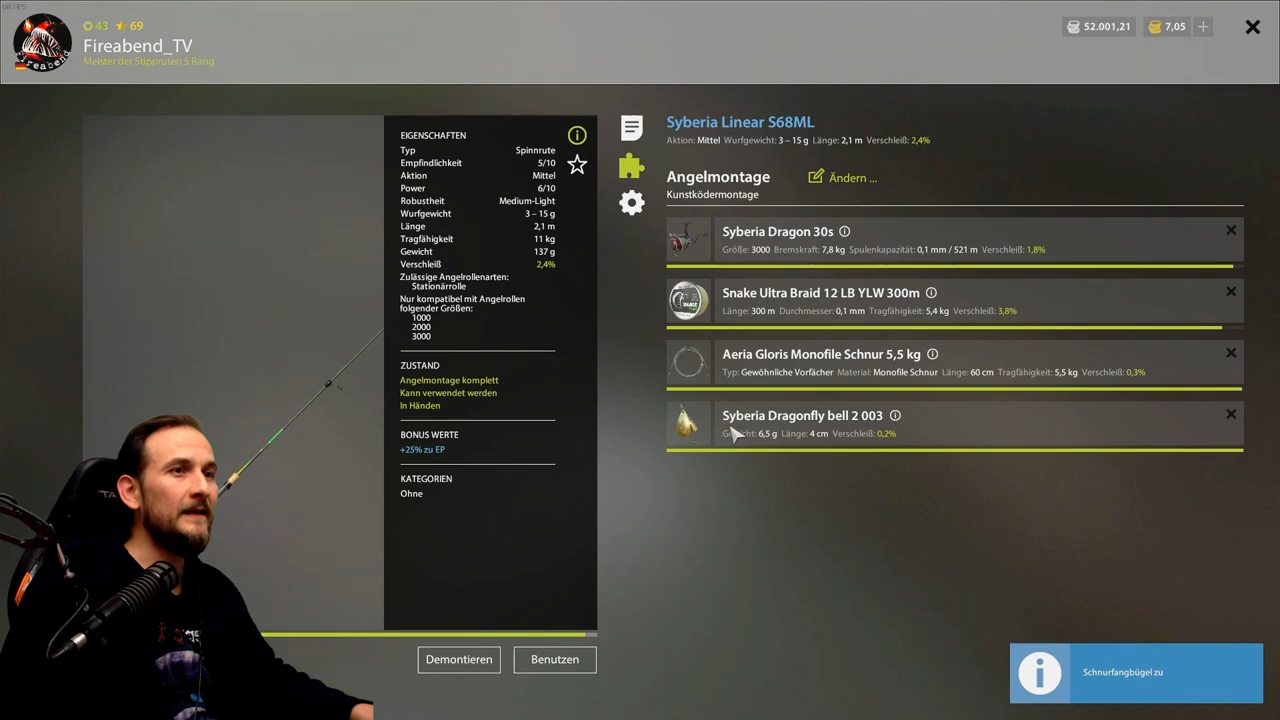 43 69
Fireabend_TV
Meister der Stippruten 5 Rang
52.001,21
7,05
EIGENSCHAFTEN
Typ Spinnrute
Empfindlichkeit 5/10
Aktion Mittel
Power 6/10
Robustheit Medium-Light
Wurfgewicht 3 – 15 g
Länge 2,1 m
Tragfähigkeit 11 kg
Gewicht 137 g
Verschleiß 2,4%
Zulässige Angelrollenarten:
Stationärrolle
Nur kompatibel mit Angelrollen
folgender Größen:
1000
2000
3000
ZUSTAND
Angelmontage komplett
Kann verwendet werden
In Händen
BONUS WERTE
+25% zu EP
KATEGORIEN
Ohne
Demontieren
Benutzen
Syberia Linear S68ML
Aktion: Mittel Wurfgewicht: 3 – 15 g Länge: 2,1 m Verschleiß: 2,4%
Angelmontage
Ändern ...
Kunstködermontage
Syberia Dragon 30s
Größe: 3000 Bremskraft: 7,8 kg Spulenkapazität: 0,1 mm / 521 m Verschleiß: 1,8%
Snake Ultra Braid 12 LB YLW 300m
Länge: 300 m Durchmesser: 0,1 mm Tragfähigkeit: 5,4 kg Verschleiß: 3,8%
Aeria Gloris Monofile Schnur 5,5 kg
Typ: Gewöhnliche Vorfächer Material: Monofile Schnur Länge: 60 cm Tragfähigkeit: 5,5 kg Verschleiß: 0,3%
Syberia Dragonfly bell 2 003
6,5 g Länge: 4 cm Verschleiß: 0,2%
Schnurfangbügel zu